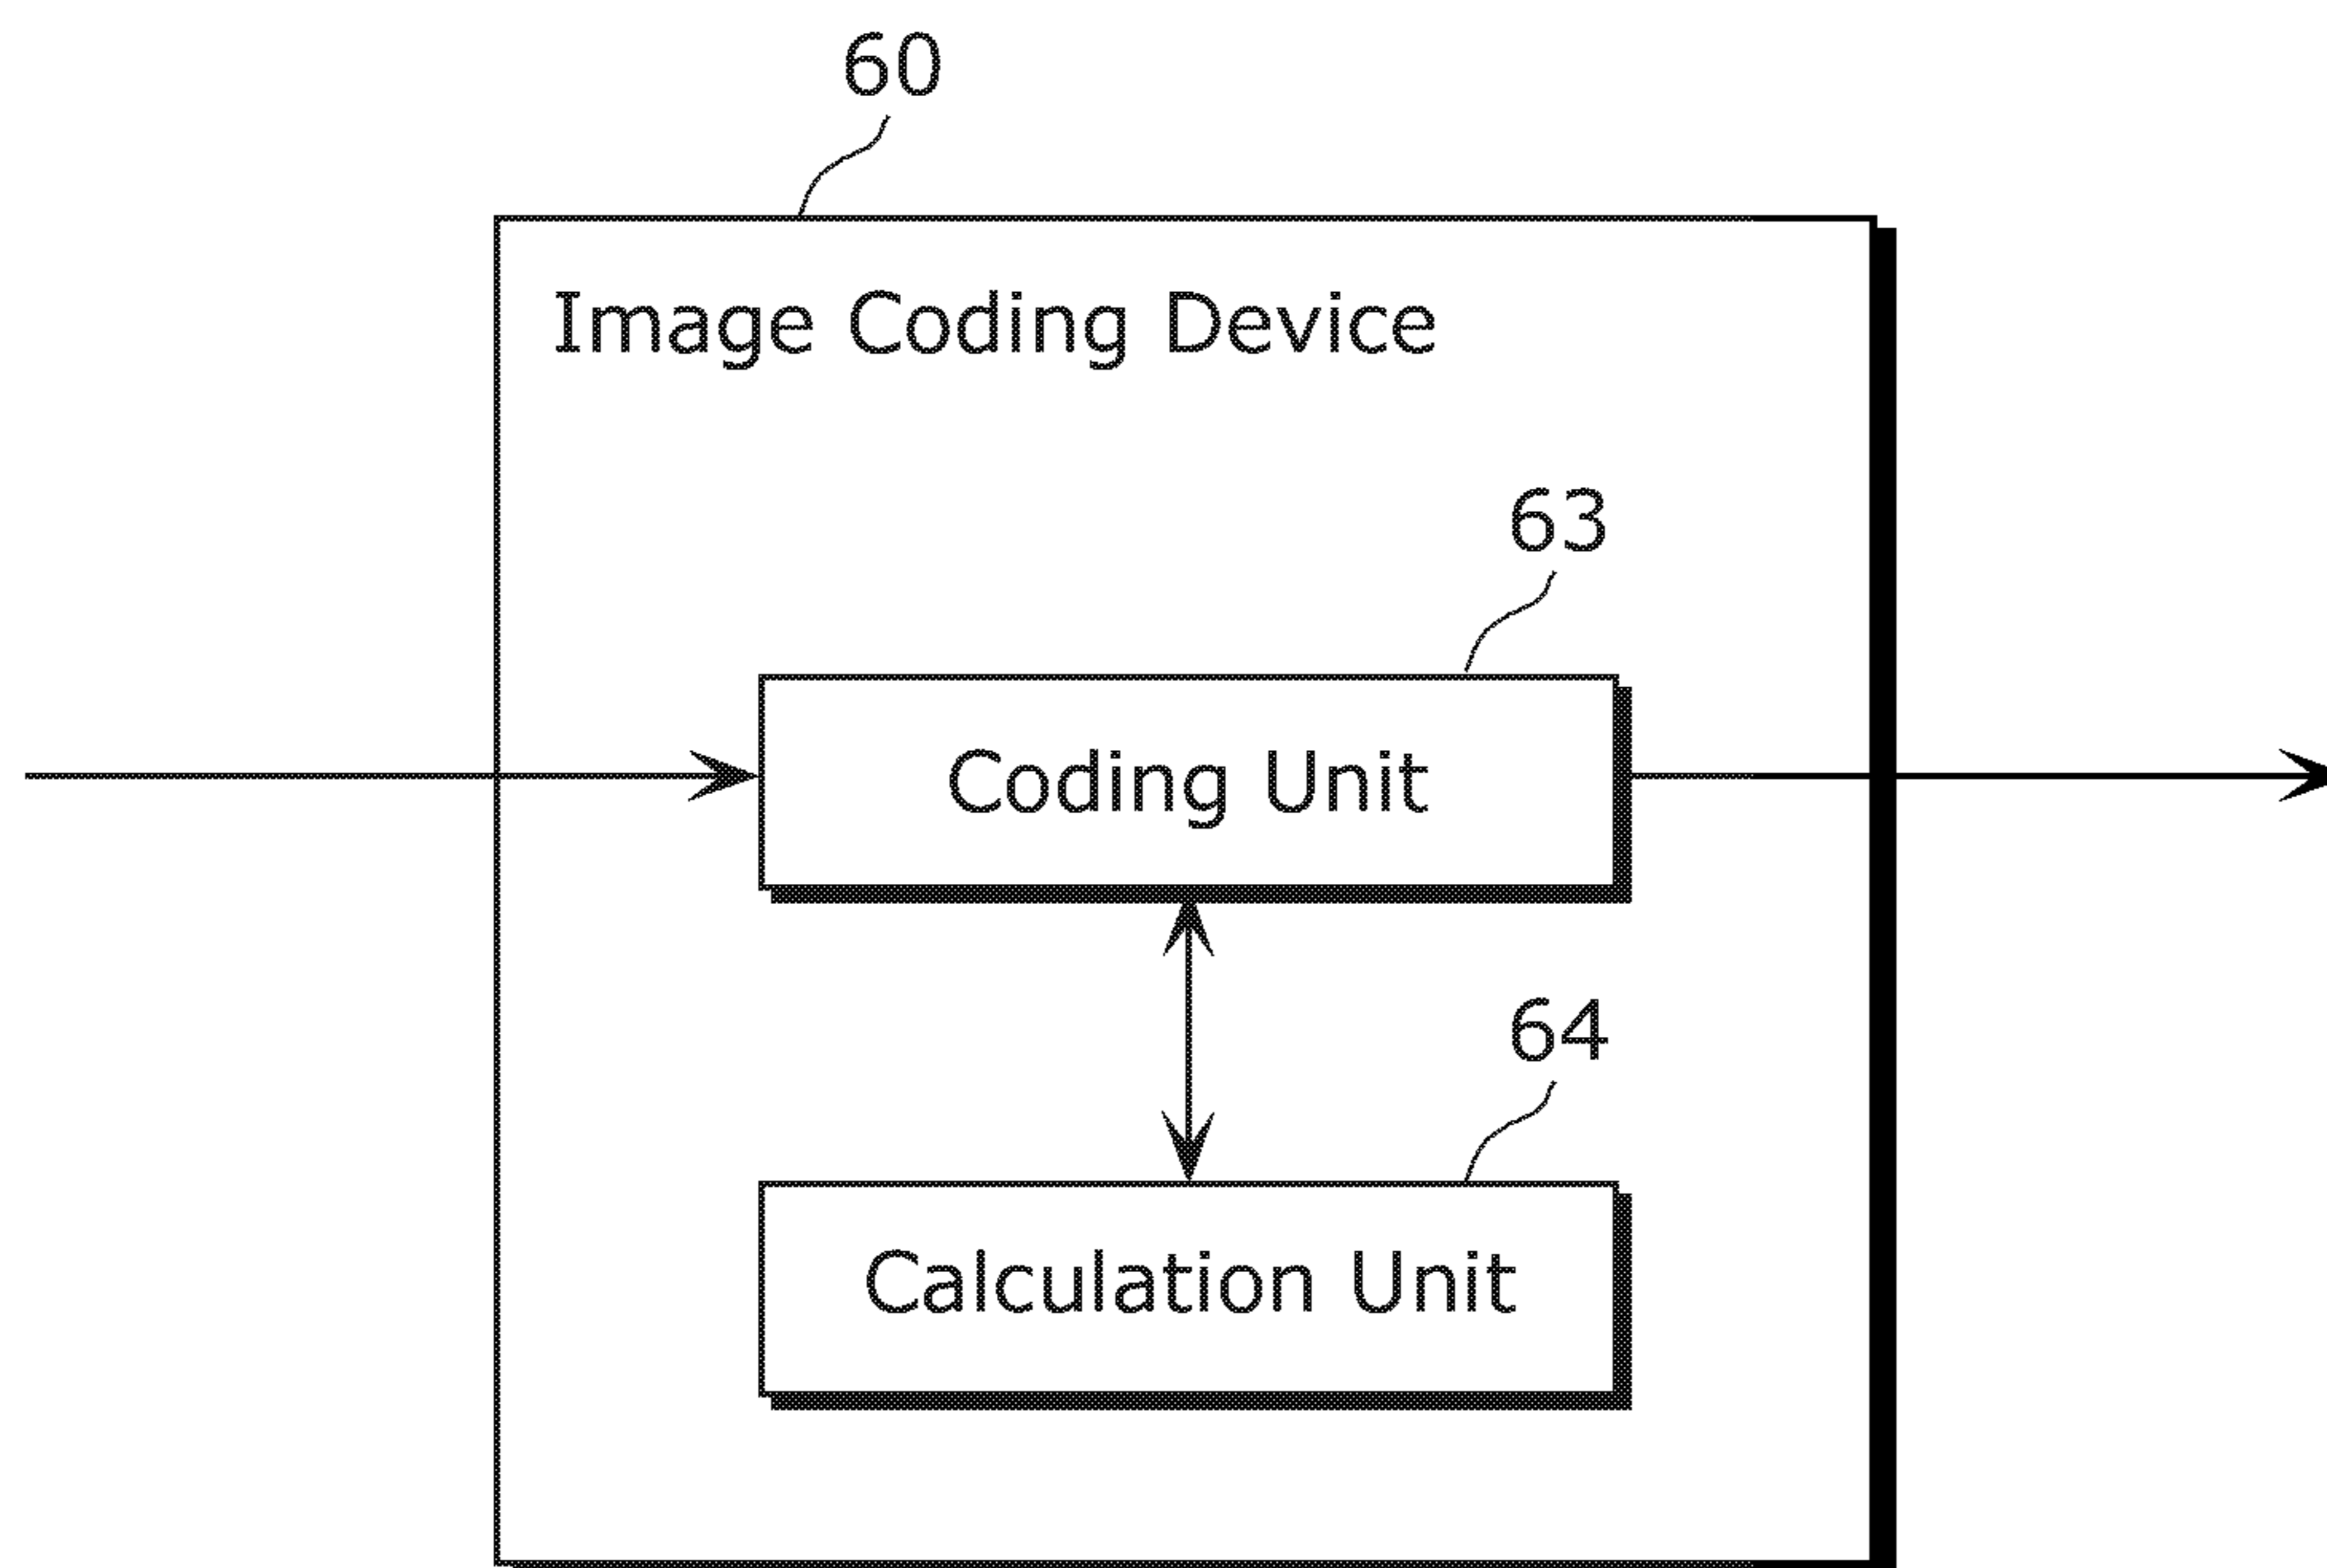 60
Image Coding Device
63
Coding Unit
64
Calculation Unit